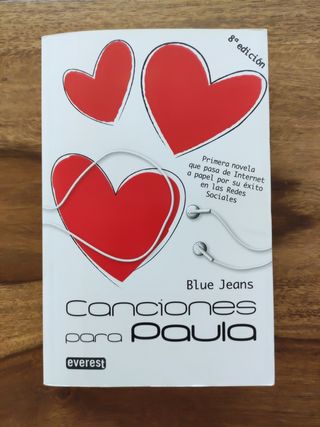 8ª edición
Primera novela
que pasa de Internet
a papel por su éxito
en las Redes
Sociales
Blue Jeans
Canciones
para Paula
everest